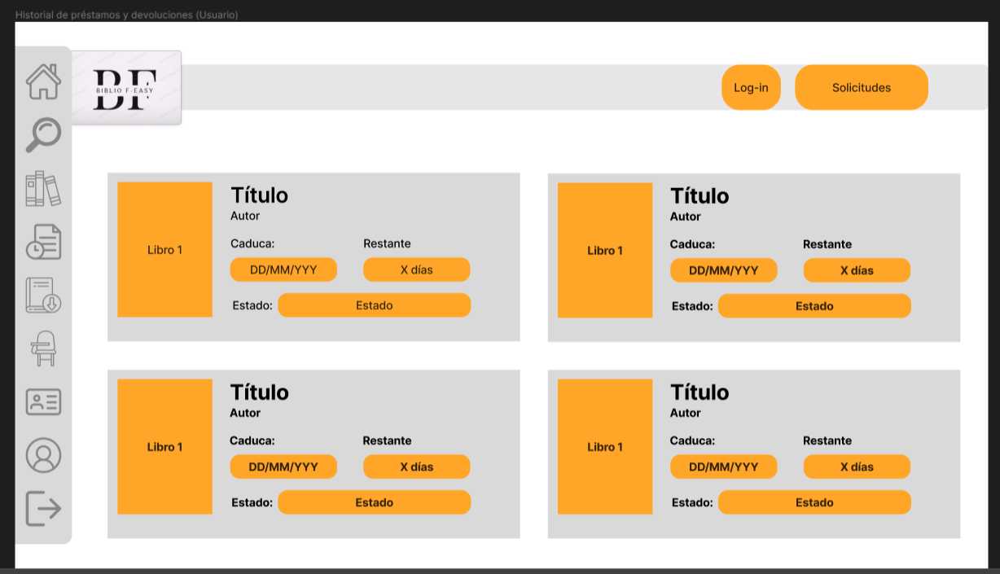 Historial de préstamos y devoluciones (Usuario)
BF
BIBLIO F-EASY
Log-in
Solicitudes
Libro 1
Título
Autor
Caduca:
Restante
DD/MM/YYY
X días
Estado:
Estado
Libro 1
Título
Autor
Caduca:
Restante
DD/MM/YYY
X días
Estado:
Estado
Libro 1
Título
Autor
Caduca:
Restante
DD/MM/YYY
X días
Estado:
Estado
Libro 1
Título
Autor
Caduca:
Restante
DD/MM/YYY
X días
Estado:
Estado